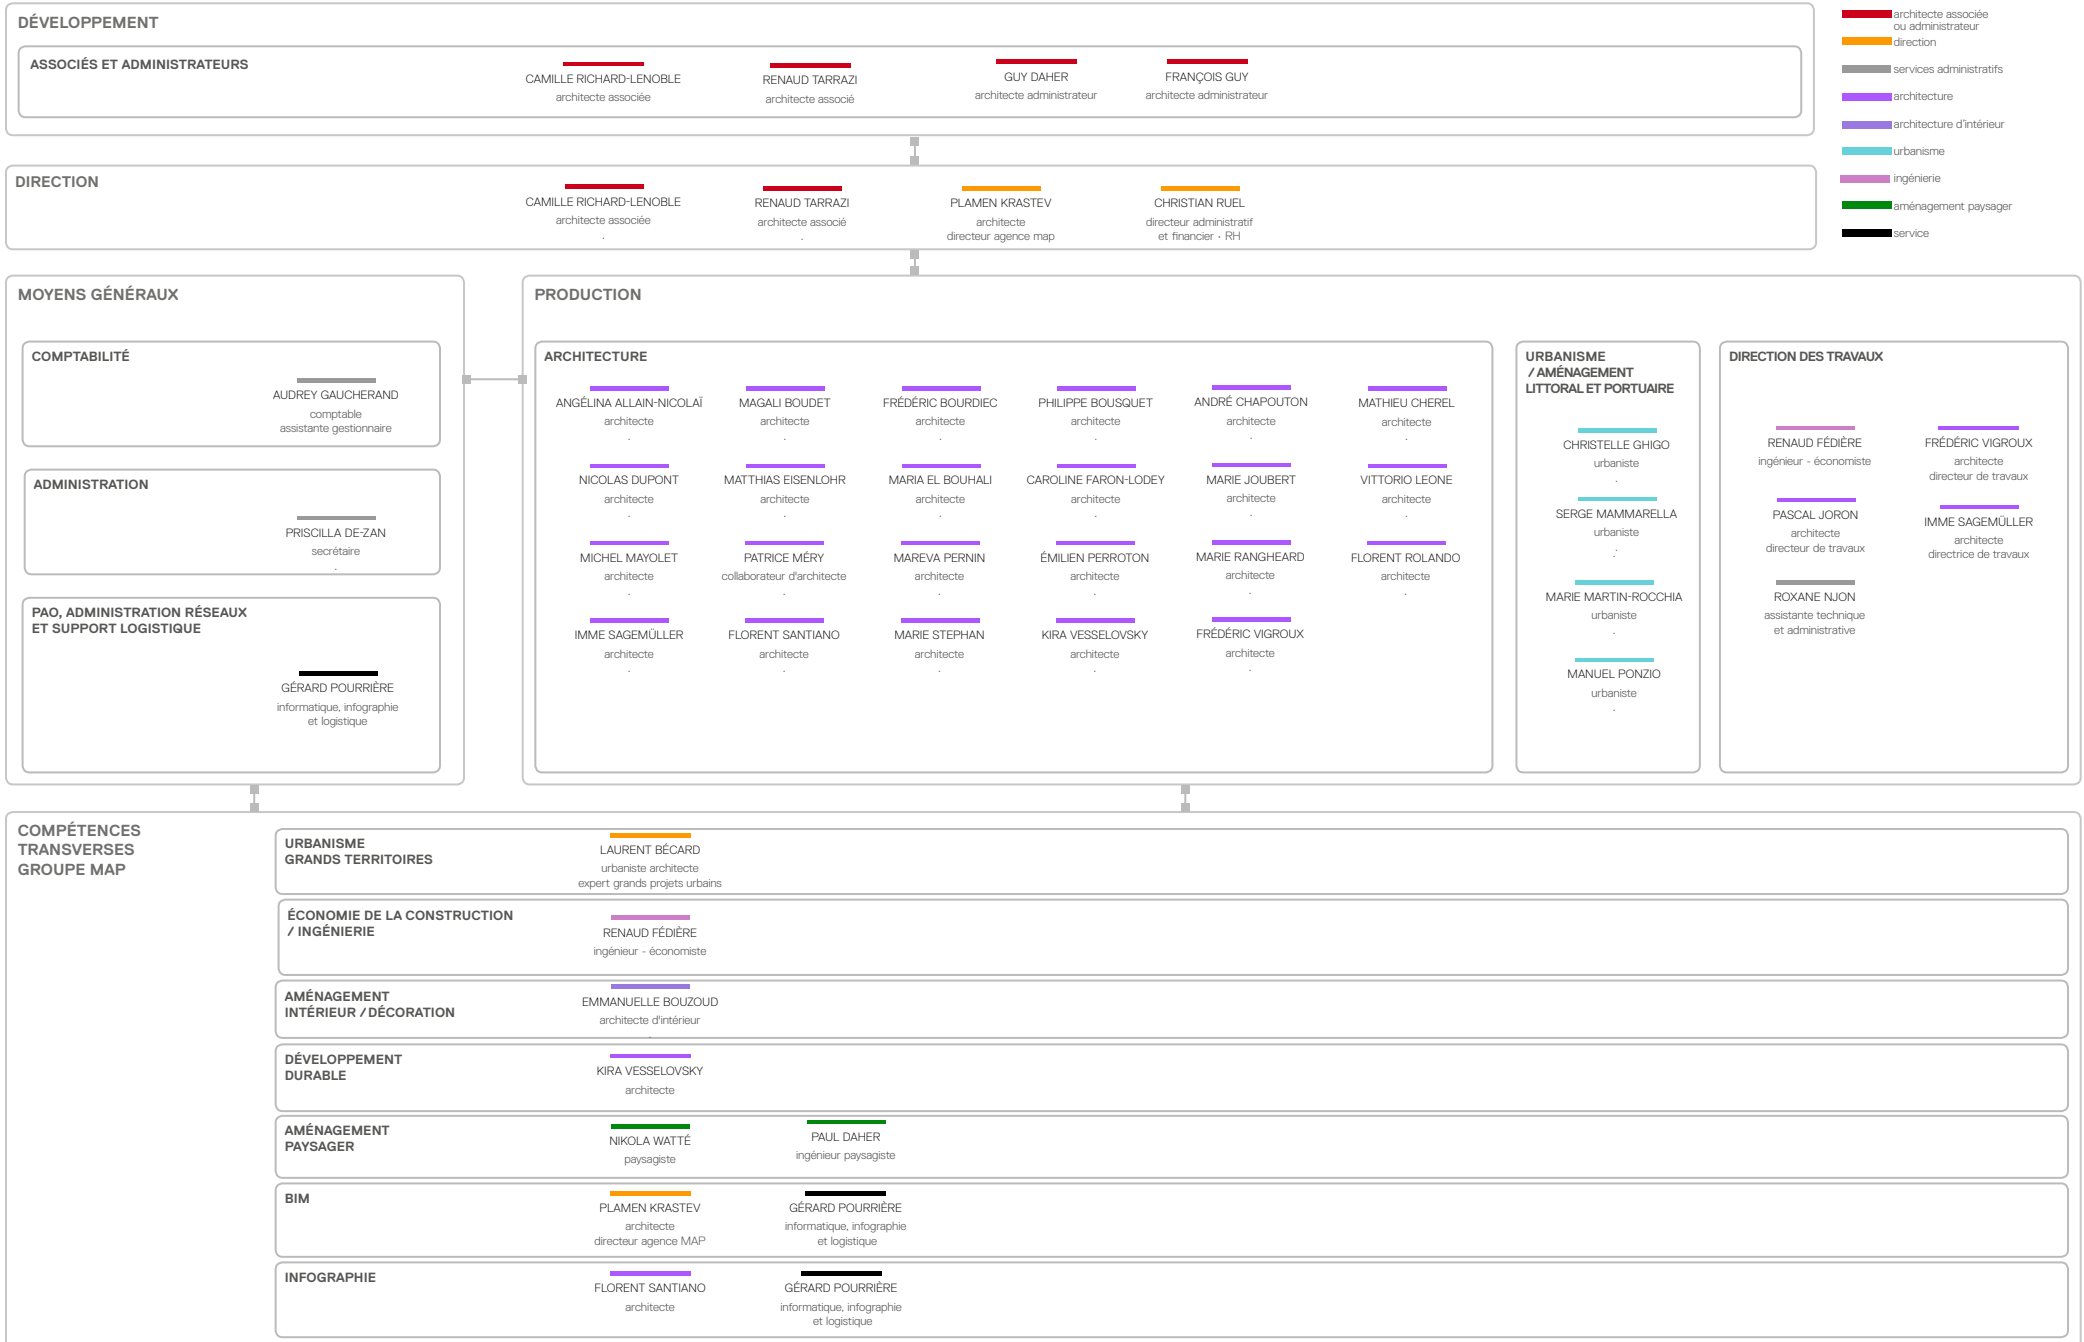 DÉVELOPPEMENT
ASSOCIÉS ET ADMINISTRATEURS
CAMILLE RICHARD-LENOBLE
architecte associée
RENAUD TARRAZI
architecte associé
GUY DAHER
architecte administrateur
FRANÇOIS GUY
architecte administrateur
architecte associée
ou administrateur
direction
services administratifs
architecture
architecture d'intérieur
urbanisme
ingénierie
aménagement paysager
service
DIRECTION
CAMILLE RICHARD-LENOBLE
architecte associée
.
RENAUD TARRAZI
architecte associé
.
PLAMEN KRASTEV
architecte
directeur agence map
CHRISTIAN RUEL
directeur administratif
et financier · RH
MOYENS GÉNÉRAUX
COMPTABILITÉ
AUDREY GAUCHERAND
comptable
assistante gestionnaire
ADMINISTRATION
PRISCILLA DE-ZAN
secrétaire
.
PAO, ADMINISTRATION RÉSEAUX
ET SUPPORT LOGISTIQUE
GÉRARD POURRIÈRE
informatique, infographie
et logistique
PRODUCTION
ARCHITECTURE
ANGÉLINA ALLAIN-NICOLAÏ
architecte
.
MAGALI BOUDET
architecte
.
FRÉDÉRIC BOURDIEC
architecte
.
PHILIPPE BOUSQUET
architecte
.
ANDRÉ CHAPOUTON
architecte
.
MATHIEU CHEREL
architecte
.
NICOLAS DUPONT
architecte
.
MATTHIAS EISENLOHR
architecte
.
MARIA EL BOUHALI
architecte
.
CAROLINE FARON-LODEY
architecte
.
MARIE JOUBERT
architecte
.
VITTORIO LEONE
architecte
.
MICHEL MAYOLET
architecte
.
PATRICE MÉRY
collaborateur d'architecte
.
MAREVA PERNIN
architecte
.
ÉMILIEN PERROTON
architecte
.
MARIE RANGHEARD
architecte
.
FLORENT ROLANDO
architecte
.
IMME SAGEMÜLLER
architecte
.
FLORENT SANTIANO
architecte
.
MARIE STEPHAN
architecte
.
KIRA VESSELOVSKY
architecte
.
FRÉDÉRIC VIGROUX
architecte
.
URBANISME
/ AMÉNAGEMENT
LITTORAL ET PORTUAIRE
CHRISTELLE GHIGO
urbaniste
.
SERGE MAMMARELLA
urbaniste
.
MARIE MARTIN-ROCCHIA
urbaniste
.
MANUEL PONZIO
urbaniste
.
DIRECTION DES TRAVAUX
RENAUD FÉDIÈRE
ingénieur - économiste
FRÉDÉRIC VIGROUX
architecte
directeur de travaux
PASCAL JORON
architecte
directeur de travaux
IMME SAGEMÜLLER
architecte
directrice de travaux
ROXANE NJON
assistante technique
et administrative
COMPÉTENCES
TRANSVERSES
GROUPE MAP
URBANISME
GRANDS TERRITOIRES
LAURENT BÉCARD
urbaniste architecte
expert grands projets urbains
ÉCONOMIE DE LA CONSTRUCTION
/ INGÉNIERIE
RENAUD FÉDIÈRE
ingénieur - économiste
AMÉNAGEMENT
INTÉRIEUR / DÉCORATION
EMMANUELLE BOUZOUD
architecte d'intérieur
.
DÉVELOPPEMENT
DURABLE
KIRA VESSELOVSKY
architecte
AMÉNAGEMENT
PAYSAGER
NIKOLA WATTÉ
paysagiste
PAUL DAHER
ingénieur paysagiste
BIM
PLAMEN KRASTEV
architecte
directeur agence MAP
GÉRARD POURRIÈRE
informatique, infographie
et logistique
INFOGRAPHIE
FLORENT SANTIANO
architecte
GÉRARD POURRIÈRE
informatique, infographie
et logistique